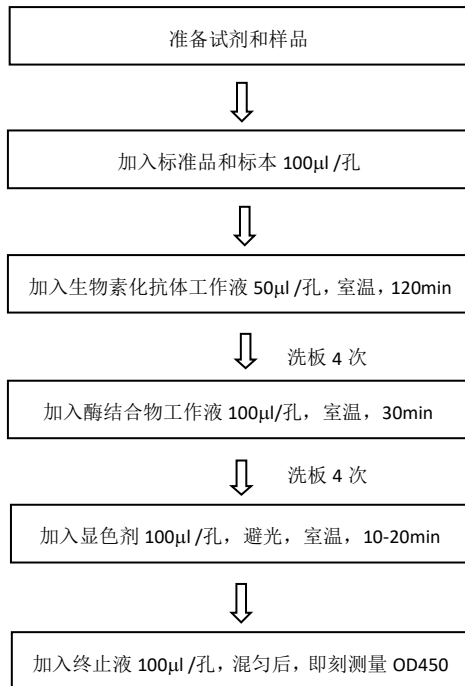 准备试剂和样品
加入标准品和标本 100μl /孔
加入生物素化抗体工作液 50μl /孔，室温，120min
洗板 4 次
加入酶结合物工作液 100μl/孔，室温，30min
洗板 4 次
加入显色剂 100μl /孔，避光，室温，10-20min
加入终止液 100μl /孔，混匀后，即刻测量 OD450